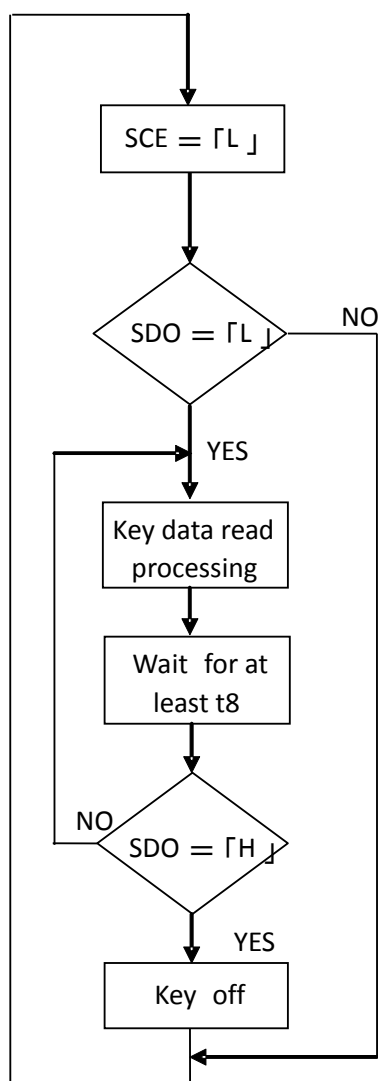 SCE = 「L」
SDO = 「L」
NO
YES
Key data read
processing
Wait for at
least t8
NO
SDO = 「H」
YES
Key off